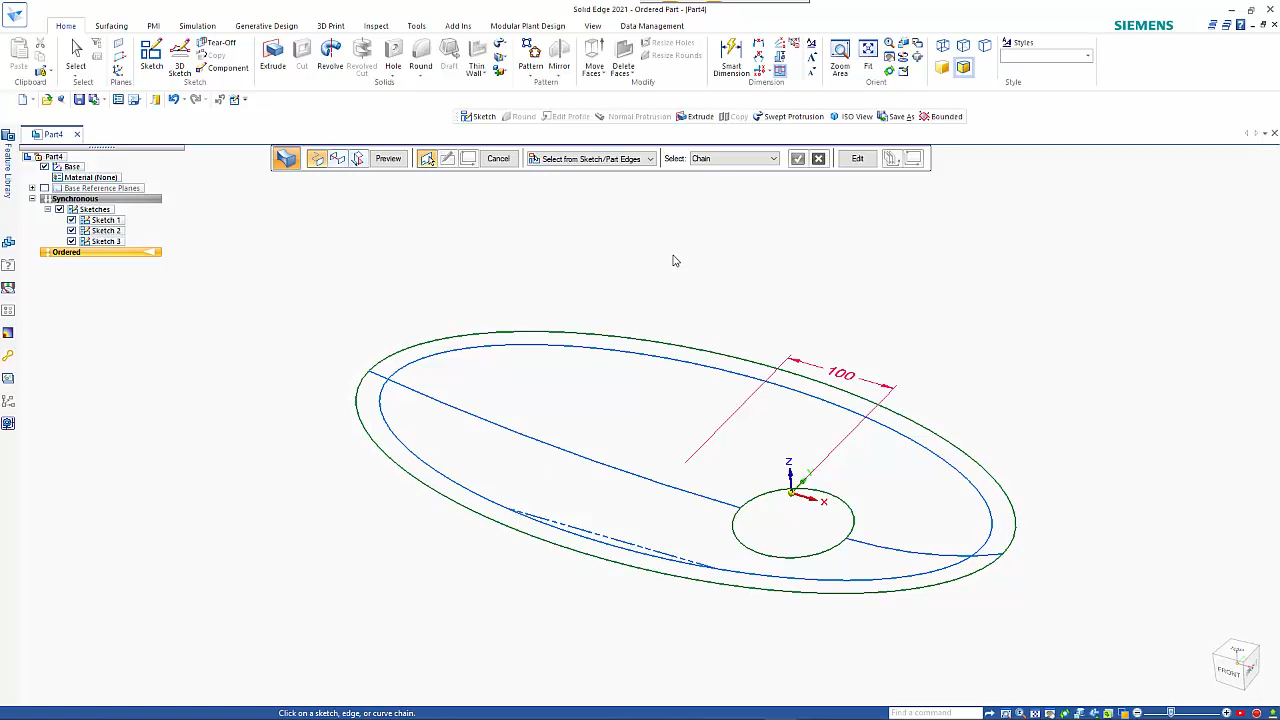 Solid Edge 2021 - Ordered Part - [Part4]
Home Surfacing PMI Simulation Generative Design 3D Print Inspect Tools Add Ins Modular Plant Design View Data Management SIEMENS
Paste Select Sketch 3D Sketch Tear-Off Copy Component Extrude Cut Revolve Revolved Cut Hole Round Draft Thin Wall Pattern Mirror Move Faces Delete Faces Resize Holes Resize Rounds Smart Dimension Zoom Area Fit Styles
Clipboard Select Planes Sketch Solids Pattern Modify Dimension Orient Style
Sketch Round Edit Profile Normal Protrusion Extrude Copy Swept Protrusion ISO View Save As Bounded
Part4
Feature Library
Preview Cancel Select from Sketch/Part Edges Select: Chain Edit
Part4
Base
Material (None)
Base Reference Planes
Synchronous
Sketches
Sketch 1
Sketch 2
Sketch 3
Ordered
100
Z
X
TOP
FRONT
Click on a sketch, edge, or curve chain.
Find a command